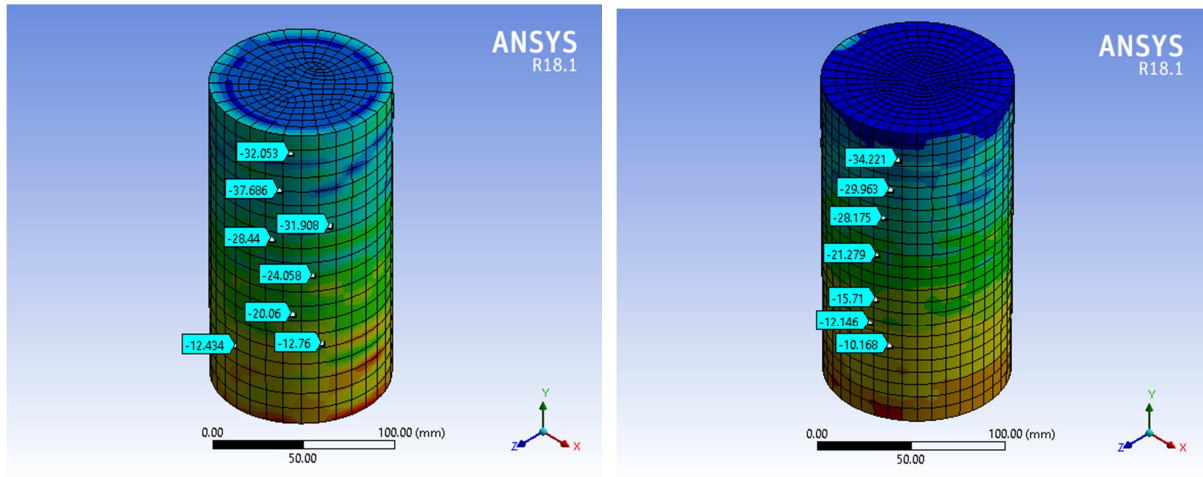 ANSYS
R18.1
-32.053
-37.686
-31.908
-28.44
-24.058
-20.06
-12.434
-12.76
0.00
100.00 (mm)
50.00
Y
Z
X
ANSYS
R18.1
-34.221
-29.963
-28.175
-21.279
-15.71
-12.146
-10.168
0.00
100.00 (mm)
50.00
Y
Z
X